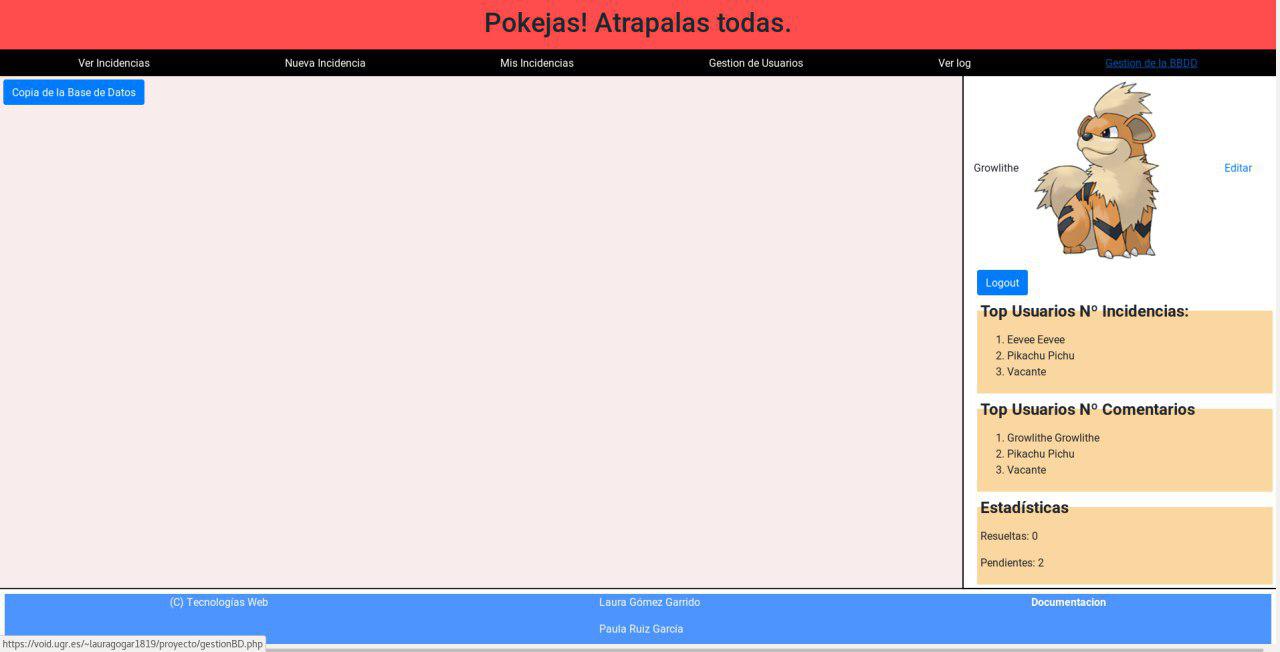 Pokejas! Atrapalas todas.
Ver Incidencias Nueva Incidencia Mis Incidencias Gestion de Usuarios Ver log Gestion de la BBDD
Copia de la Base de Datos
Growlithe Editar
Logout
Top Usuarios Nº Incidencias:
1. Eevee Eevee
2. Pikachu Pichu
3. Vacante
Top Usuarios Nº Comentarios
1. Growlithe Growlithe
2. Pikachu Pichu
3. Vacante
Estadísticas
Resueltas: 0
Pendientes: 2
(C) Tecnologías Web Laura Gómez Garrido Documentacion
Paula Ruiz García
https://void.ugr.es/~lauragogar1819/proyecto/gestionBD.php